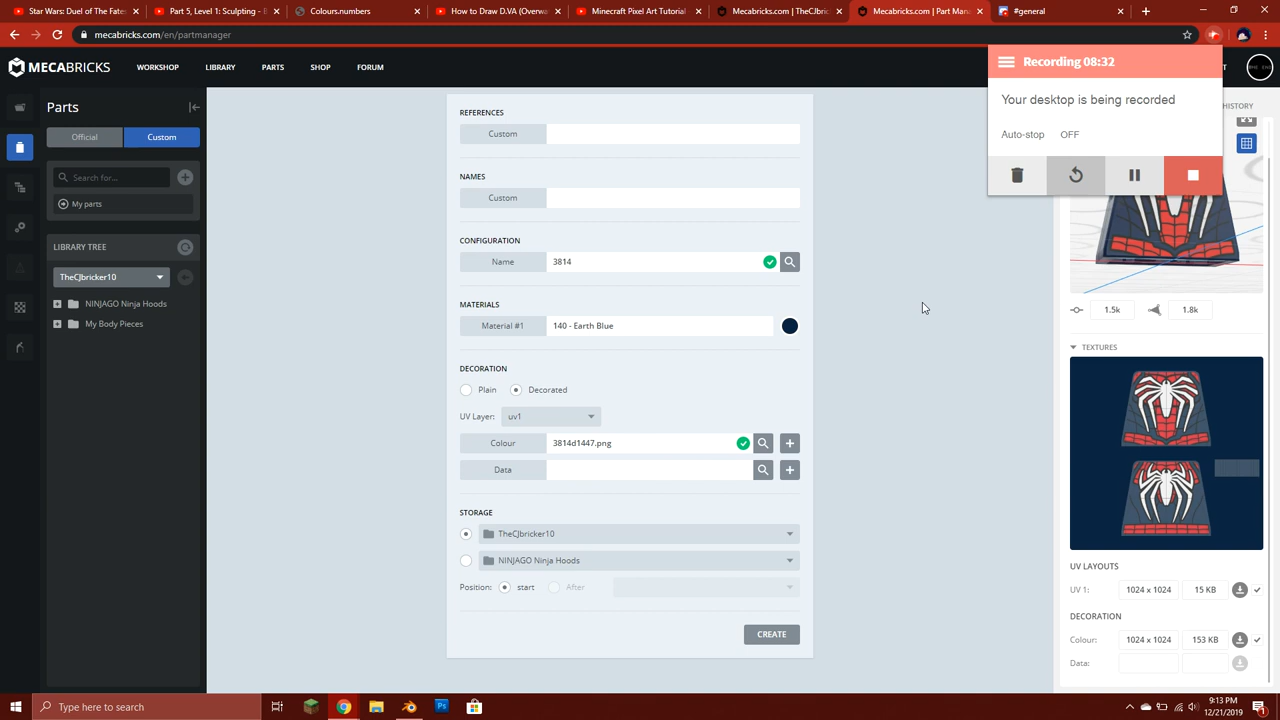 Star Wars: Duel of The Fates
Part 5, Level 1: Sculpting -
Colours.numbers
How to Draw D.VA (Overwa
Minecraft Pixel Art Tutorial
Mecabricks.com | TheCJbric
Mecabricks.com | Part Man
#general
mecabricks.com/en/partmanager
MECABRICKS
WORKSHOP
LIBRARY
PARTS
SHOP
FORUM
Recording 08:32
Your desktop is being recorded
Auto-stop OFF
HISTORY
Parts
Official
Custom
Search for...
My parts
LIBRARY TREE
TheCJbricker10
NINJAGO Ninja Hoods
My Body Pieces
REFERENCES
Custom
NAMES
Custom
CONFIGURATION
Name 3814
MATERIALS
Material #1 140 - Earth Blue
DECORATION
Plain Decorated
UV Layer: uv1
Colour 3814d1447.png
Data
STORAGE
TheCJbricker10
NINJAGO Ninja Hoods
Position: start After
CREATE
1.5k 1.8k
TEXTURES
UV LAYOUTS
UV 1: 1024 x 1024 15 KB
DECORATION
Colour: 1024 x 1024 153 KB
Data:
Type here to search
9:13 PM
12/21/2019